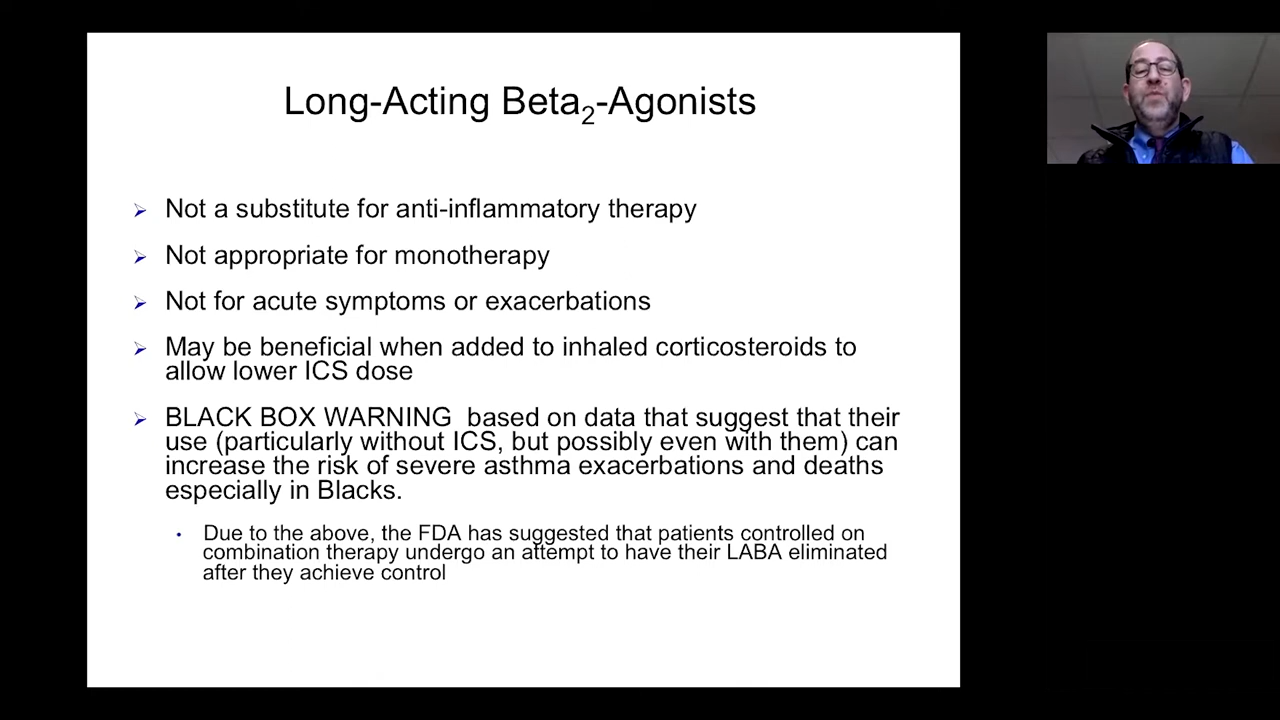 Long-Acting Beta2-Agonists
Not a substitute for anti-inflammatory therapy
Not appropriate for monotherapy
Not for acute symptoms or exacerbations
May be beneficial when added to inhaled corticosteroids to
allow lower ICS dose
BLACK BOX WARNING  based on data that suggest that their
use (particularly without ICS, but possibly even with them) can
increase the risk of severe asthma exacerbations and deaths
especially in Blacks.
Due to the above, the FDA has suggested that patients controlled on
combination therapy undergo an attempt to have their LABA eliminated
after they achieve control